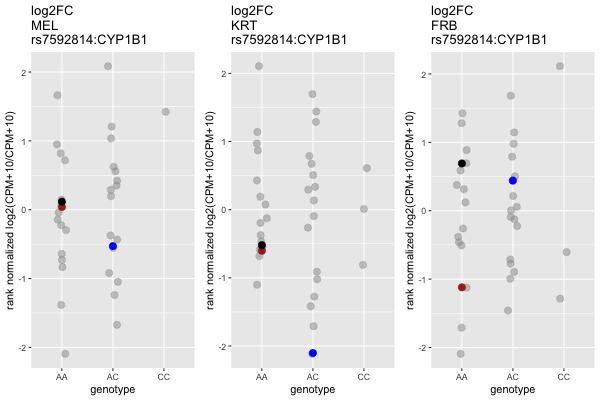 log2FC
MEL
rs7592814:CYP1B1
rank normalized log2(CPM+10/CPM+10)
2
1
0
-1
-2
AA
AC
CC
genotype
log2FC
KRT
rs7592814:CYP1B1
rank normalized log2(CPM+10/CPM+10)
2
1
0
-1
-2
AA
AC
CC
genotype
log2FC
FRB
rs7592814:CYP1B1
rank normalized log2(CPM+10/CPM+10)
2
1
0
-1
-2
AA
AC
CC
genotype